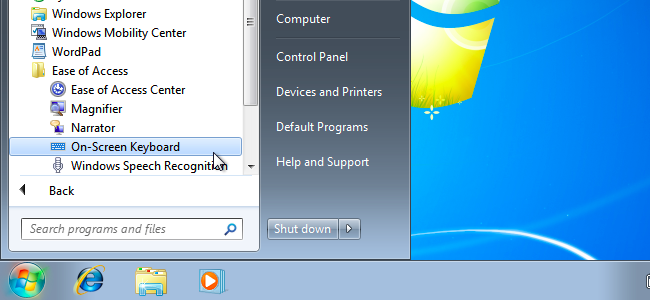 Windows Explorer
Windows Mobility Center
WordPad
Ease of Access
Ease of Access Center
Magnifier
Narrator
On-Screen Keyboard
Windows Speech Recognition
Back
Search programs and files
Computer
Control Panel
Devices and Printers
Default Programs
Help and Support
Shut down